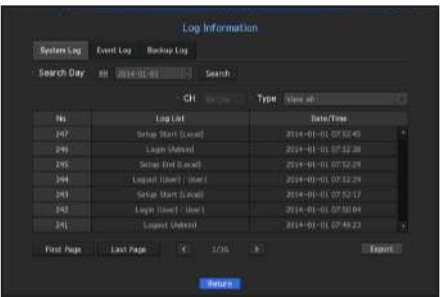 Log Information
System Log Event Log Backup Log
Search Day 2014-01-01 Search
CH Type View all
No. Log List Date/Time
247 Setup Start (Local) 2014-01-01 07:52:45
246 Login (Admin) 2014-01-01 07:52:38
245 Setup End (Local) 2014-01-01 07:52:29
244 Logout (User) : User1 2014-01-01 07:52:29
243 Setup Start (Local) 2014-01-01 07:52:17
242 Login (User) : User1 2014-01-01 07:50:04
241 Logout (Admin) 2014-01-01 07:49:23
First Page Last Page < > Export
Return